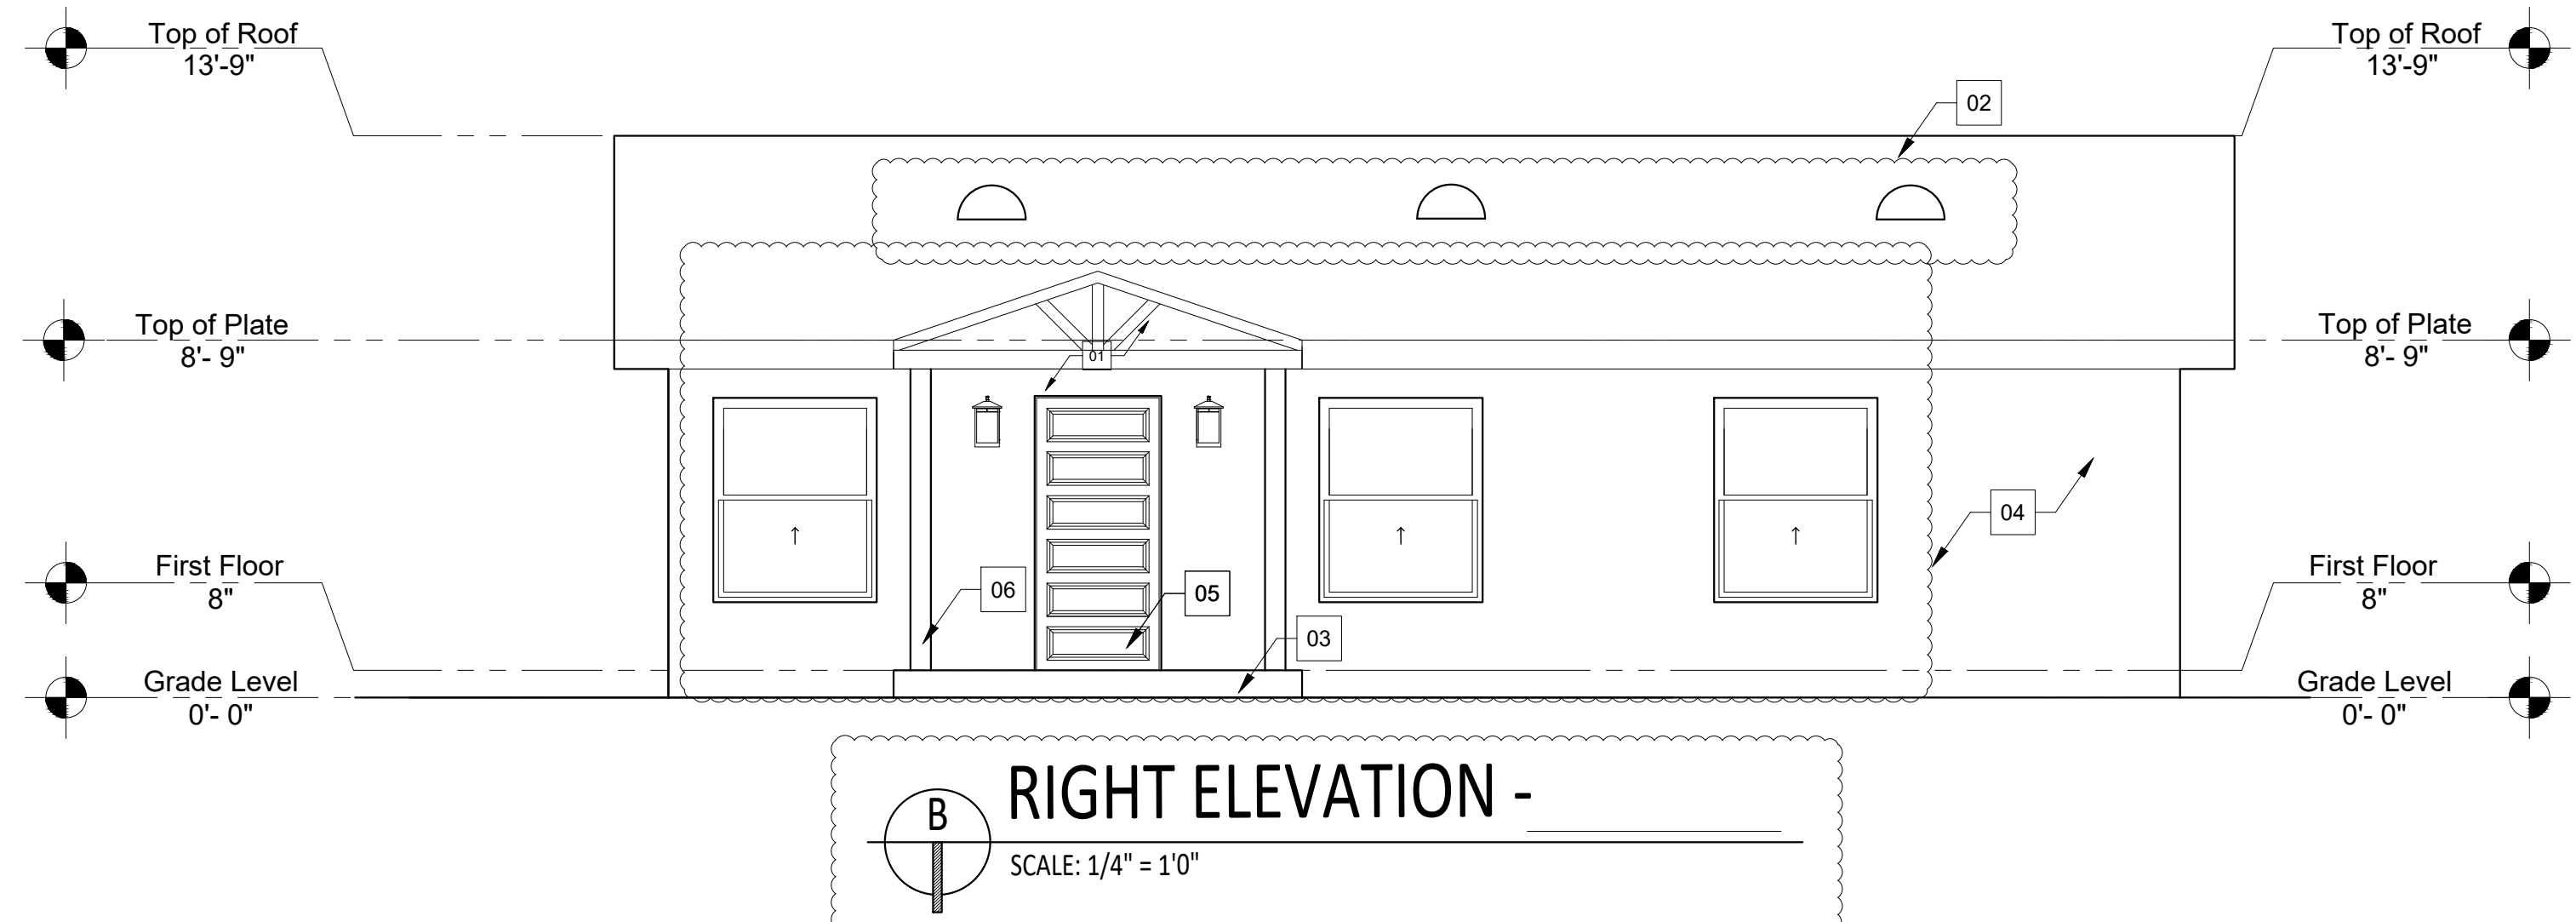 Top of Roof
13'-9"
Top of Roof
13'-9"
02
Top of Plate
8'- 9"
01
Top of Plate
8'- 9"
04
First Floor
8"
06
05
First Floor
8"
03
Grade Level
0'- 0"
Grade Level
0'- 0"
B
RIGHT ELEVATION -
SCALE: 1/4" = 1'0"